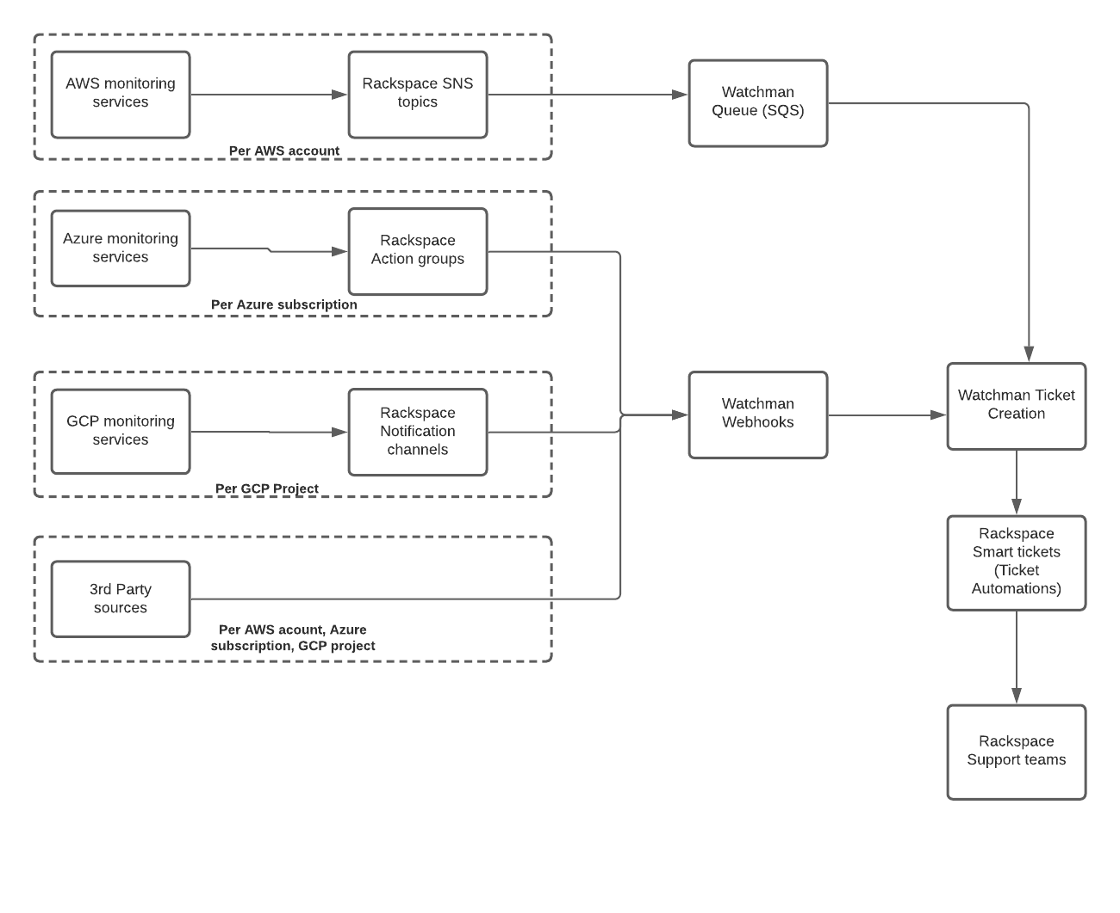 AWS monitoring
services
Rackspace SNS
topics
Per AWS account
Watchman
Queue (SQS)
Azure monitoring
services
Rackspace
Action groups
Per Azure subscription
GCP monitoring
services
Rackspace
Notification
channels
Per GCP Project
Watchman
Webhooks
Watchman Ticket
Creation
3rd Party
sources
Per AWS acount, Azure
subscription, GCP project
Rackspace
Smart tickets
(Ticket
Automations)
Rackspace
Support teams